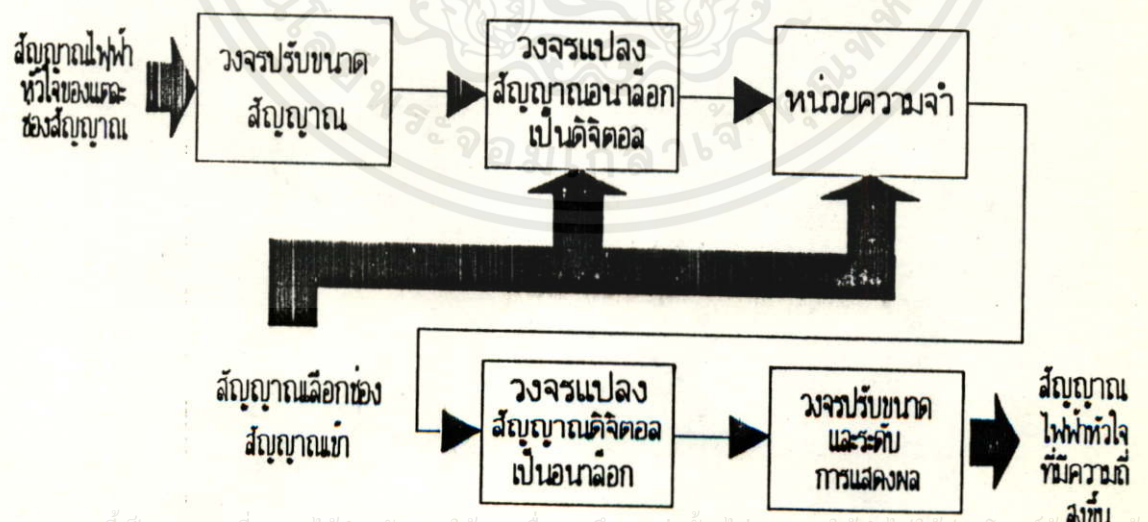 สัญญาณไฟฟ้า
หัวใจของแต่ละ
ช่องสัญญาณ
วงจรปรับขนาด
สัญญาณ
วงจรแปลง
สัญญาณอนาล็อก
เป็นดิจิตอล
หน่วยความจำ
สัญญาณเลือกช่อง
สัญญาณเข้า
วงจรแปลง
สัญญาณดิจิตอล
เป็นอนาล็อก
วงจรปรับขนาด
และระดับ
การแสดงผล
สัญญาณ
ไฟฟ้าหัวใจ
ที่มีความถี่
สูงขึ้น